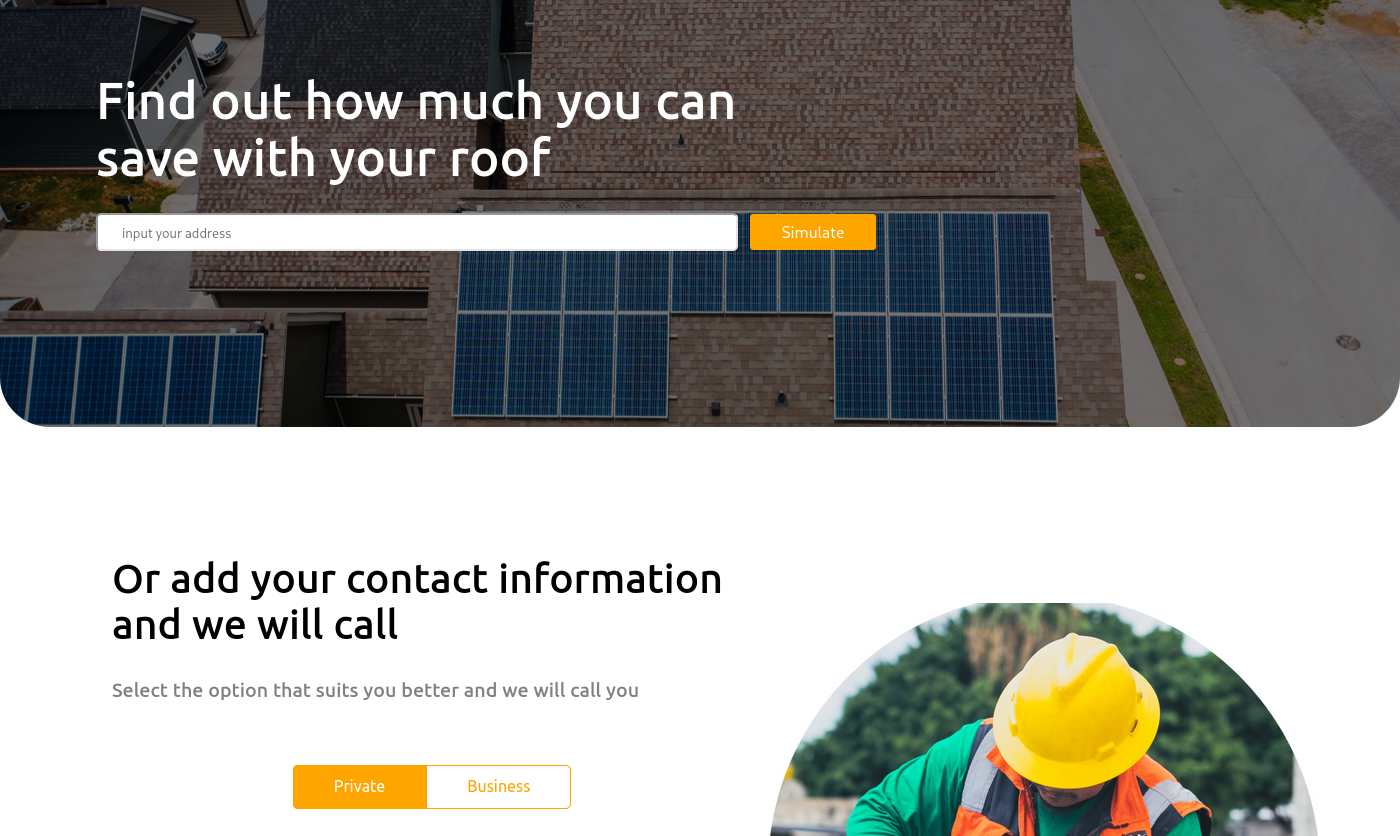 Find out how much you can
save with your roof
input your address
Simulate
Or add your contact information
and we will call
Select the option that suits you better and we will call you
Private
Business